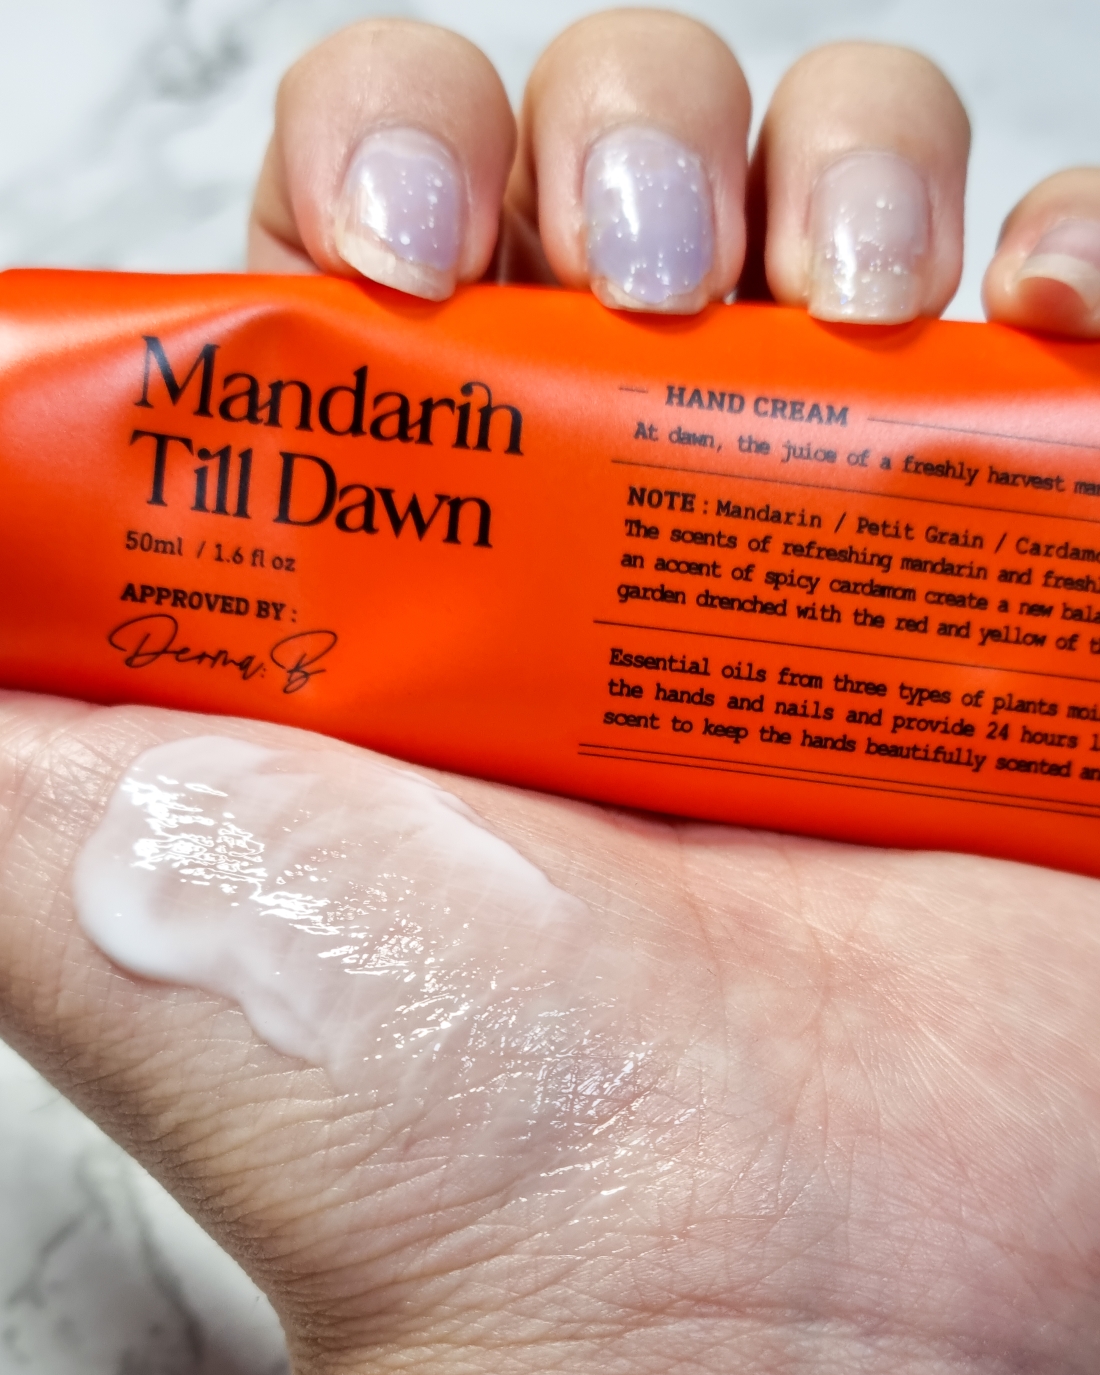 Mandarin
Till Dawn
50ml / 1.6 fl oz
APPROVED BY :
Derma:B
HAND CREAM
At dawn, the juice of a freshly harvest
NOTE : Mandarin / Petit Grain /
The scents of refreshing mandarin and
an accent of spicy cardamom create a new
garden drenched with the red and yellow of
Essential oils from three types of plants
the hands and nails and provide 24 hours
scent to keep the hands beautifully scented